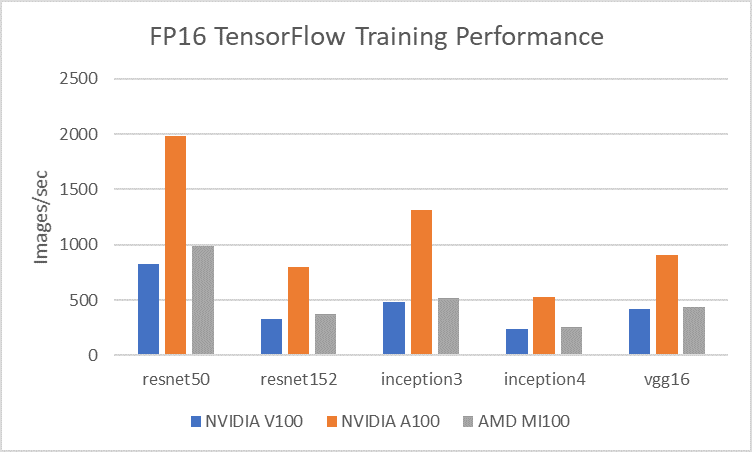 FP16 TensorFlow Training Performance
2500
2000
1500
1000
500
0
Images/sec
resnet50 resnet152 inception3 inception4 vgg16
NVIDIA V100 NVIDIA A100 AMD MI100